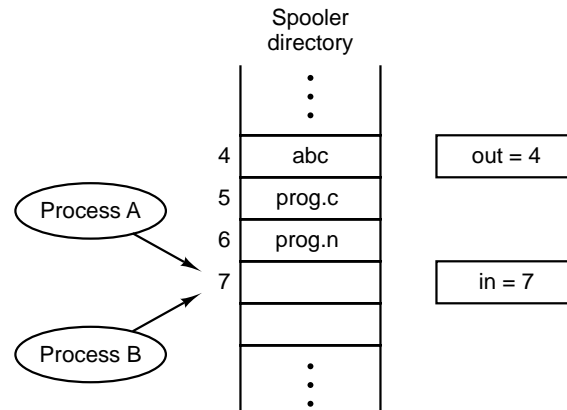 Spooler
directory
4 abc out = 4
5 prog.c
Process A
6 prog.n
7 in = 7
Process B